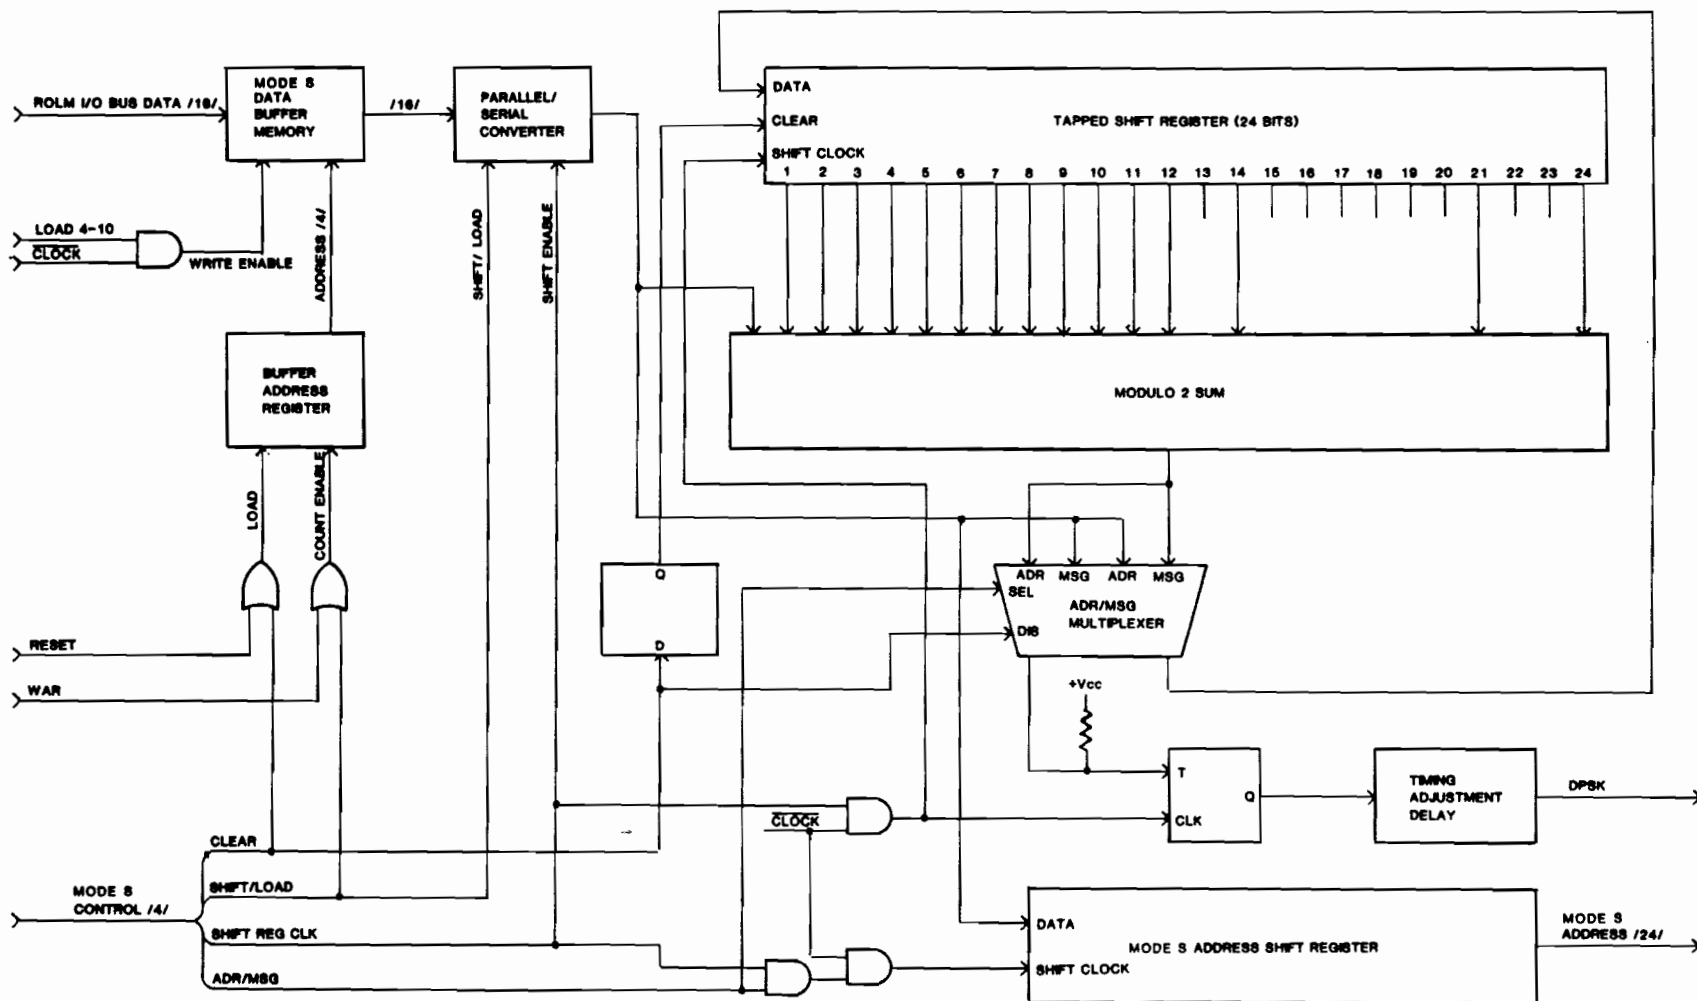 ROLM I/O BUS DATA /16/
MODE S
DATA
BUFFER
MEMORY
/16/
PARALLEL/
SERIAL
CONVERTER
DATA
CLEAR
SHIFT CLOCK
TAPPED SHIFT REGISTER (24 BITS)
1 2 3 4 5 6 7 8 9 10 11 12 13 14 15 16 17 18 19 20 21 22 23 24
LOAD 4-10
CLOCK
WRITE ENABLE
ADDRESS /4/
SHIFT/ LOAD
SHIFT ENABLE
BUFFER
ADDRESS
REGISTER
MODULO 2 SUM
LOAD
COUNT ENABLE
Q
D
ADR MSG ADR MSG
SEL
ADR/MSG
MULTIPLEXER
DIS
RESET
WAR
+Vcc
T
Q
CLK
TIMING
ADJUSTMENT
DELAY
DPSK
CLOCK
CLEAR
MODE S
CONTROL /4/
SHIFT/LOAD
SHIFT REG CLK
ADR/MSG
DATA
MODE S ADDRESS SHIFT REGISTER
SHIFT CLOCK
MODE S
ADDRESS /24/